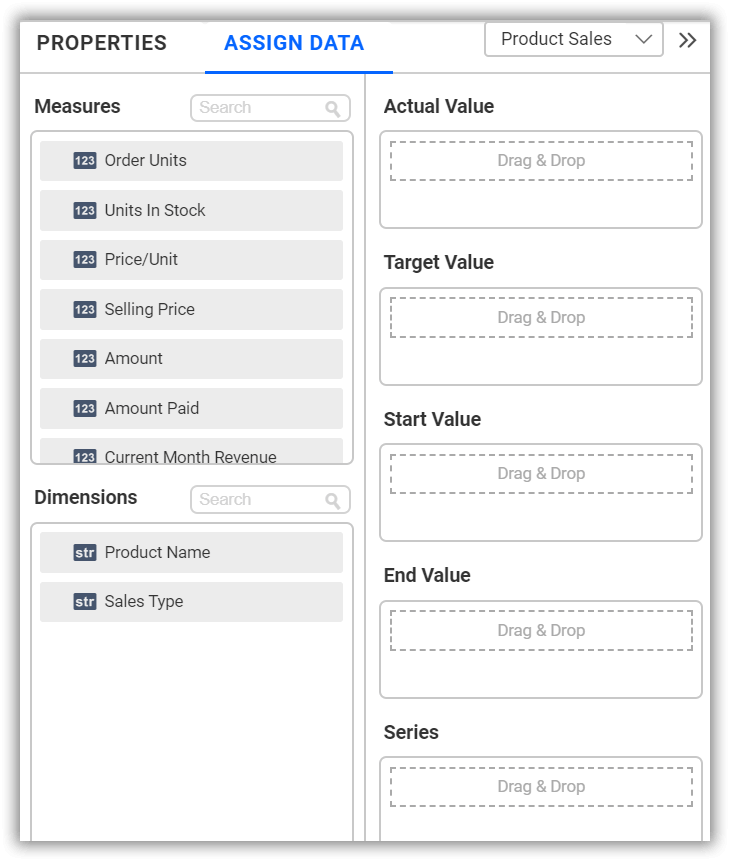 PROPERTIES
ASSIGN DATA
Product Sales
Measures
Search
123 Order Units
123 Units In Stock
123 Price/Unit
123 Selling Price
123 Amount
123 Amount Paid
123 Current Month Revenue
Dimensions
Search
str Product Name
str Sales Type
Actual Value
Drag & Drop
Target Value
Drag & Drop
Start Value
Drag & Drop
End Value
Drag & Drop
Series
Drag & Drop